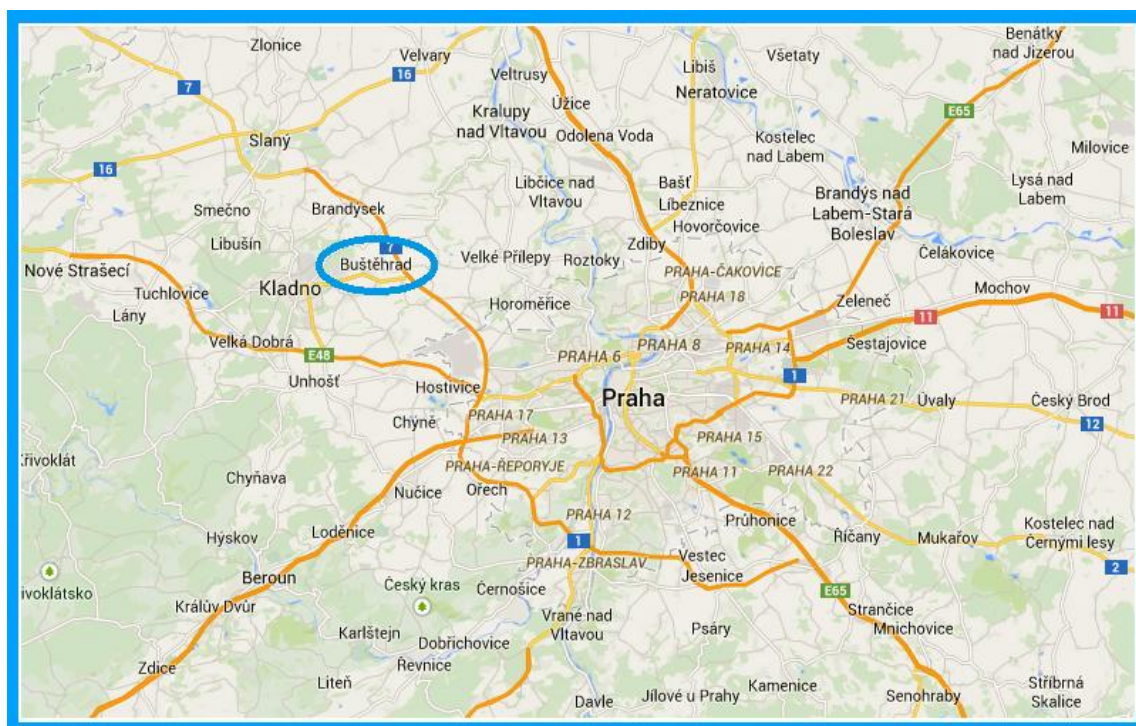 Zlonice
Velvary
Benátky
nad Jizerou
Všetaty
Libiš
Neratovice
16
7
Veltrusy
Úžice
Kralupy
nad Vltavou
Odolena Voda
E65
Slaný
Kostelec
nad Labem
Milovice
16
Libčice nad
Vltavou
Bašť
Líbeznice
Brandýs nad
Labem-Stará
Boleslav
Lysá nad
Labem
Smečno
Brandýsek
Hovorčovice
Libušín
7
Zdiby
Buštěhrad
Velké Přílepy
Roztoky
Čelákovice
Nové Strašecí
PRAHA-ČAKOVICE
Tuchlovice
Kladno
PRAHA 18
Mochov
Horoměřice
Zeleneč
Lány
11
11
Velká Dobrá
PRAHA 8
PRAHA 14
Šestajovice
E48
PRAHA 6
Unhošť
Hostivice
1
Praha
PRAHA 21
Úvaly
Český Brod
Chýně
PRAHA 17
12
PRAHA 13
PRAHA 15
Křivoklát
PRAHA-ŘEPORYJE
PRAHA 11
PRAHA 22
Chyňava
Nučice
Ořech
PRAHA 12
Průhonice
Loděnice
Kostelec nad
Černými lesy
Hýskov
1
Říčany
Mukařov
Vestec
PRAHA-ZBRASLAV
Jesenice
2
Beroun
Český kras
Černošice
E65
ivoklátsko
Králův Dvůr
Vrané nad
Vltavou
Strančice
Mnichovice
Karlštejn
Dobřichovice
Psáry
Zdice
Řevnice
Liteň
Kamenice
Davle
Jílové u Prahy
Senohraby
Stříbrná
Skalice